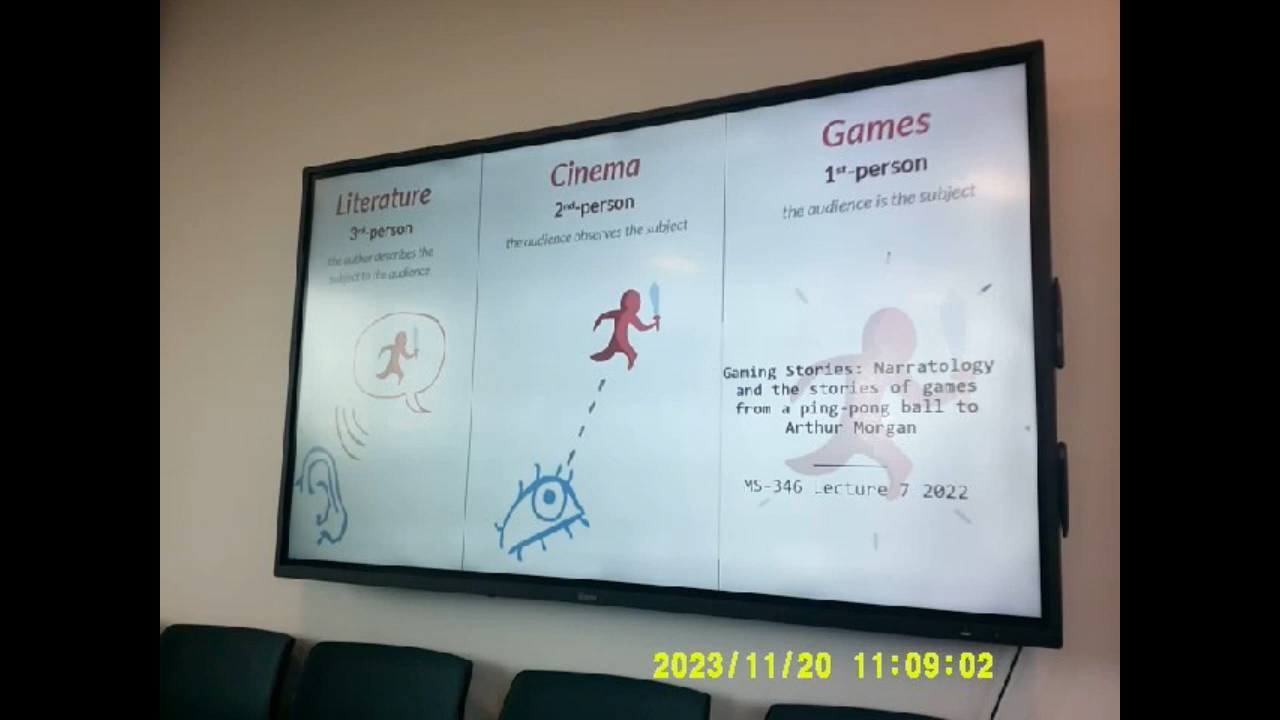 Literature
3rd-person
the author describes the
subject to the audience
Cinema
2nd-person
the audience observes the subject
Games
1st-person
the audience is the subject
Gaming Stories: Narratology
and the stories of games
from a ping-pong ball to
Arthur Morgan
MS-346 Lecture 7 2022
2023/11/20 11:09:02